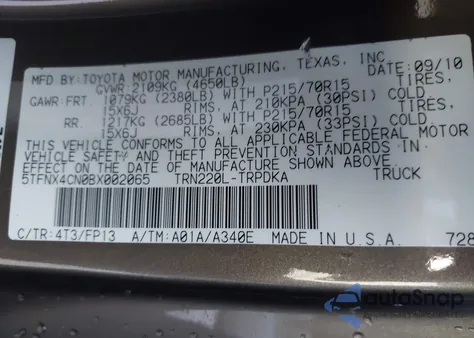 MFD BY: TOYOTA MOTOR MANUFACTURING, TEXAS, INC. 09/10
GVWR: 2109KG (4650LB)
GAWR: FRT. 1079KG (2380LB) WITH P215/70R15 TIRES,
15X6J RIMS, AT 210KPA (30PSI) COLD.
RR. 1217KG (2685LB) WITH P215/70R15 TIRES,
15X6J RIMS, AT 230KPA (33PSI) COLD.
THIS VEHICLE CONFORMS TO ALL APPLICABLE FEDERAL MOTOR
VEHICLE SAFETY AND THEFT PREVENTION STANDARDS IN
EFFECT ON THE DATE OF MANUFACTURE SHOWN ABOVE.
5TFNX4CN0BX002065 TRN220L-TRPDKA TRUCK
C/TR: 4T3/FP13 A/TM: A01A/A340E MADE IN U.S.A. 728
autoSnap